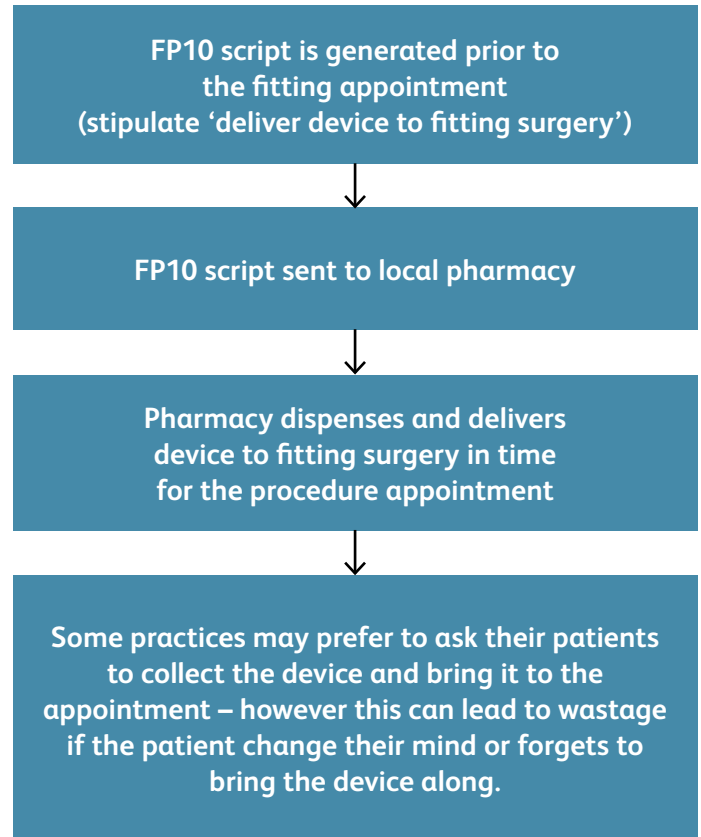 FP10 script is generated prior to
the fitting appointment
(stipulate ‘deliver device to fitting surgery’)
FP10 script sent to local pharmacy
Pharmacy dispenses and delivers
device to fitting surgery in time
for the procedure appointment
Some practices may prefer to ask their patients
to collect the device and bring it to the
appointment – however this can lead to wastage
if the patient change their mind or forgets to
bring the device along.